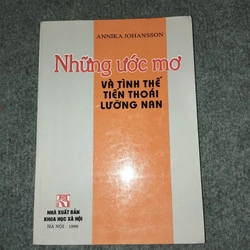 ANNIKA JOHANSSON
Những ước mơ
VÀ TÌNH THẾ
TIẾN THOÁI
LƯỠNG NAN
NHÀ XUẤT BẢN
KHOA HỌC XÃ HỘI
HÀ NỘI - 1999